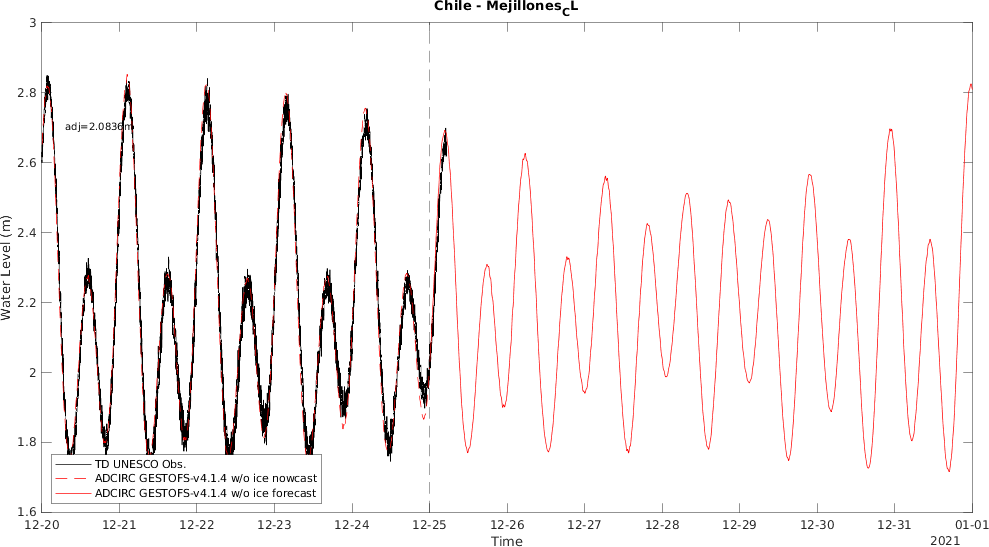 Chile - Mejillones_CL
3
2.8
2.6
2.4
2.2
2
1.8
1.6
Water Level (m)
adj=2.0836m
TD UNESCO Obs.
ADCIRC GESTOFS-v4.1.4 w/o ice nowcast
ADCIRC GESTOFS-v4.1.4 w/o ice forecast
12-20 12-21 12-22 12-23 12-24 12-25 12-26 12-27 12-28 12-29 12-30 12-31 01-01
Time
2021